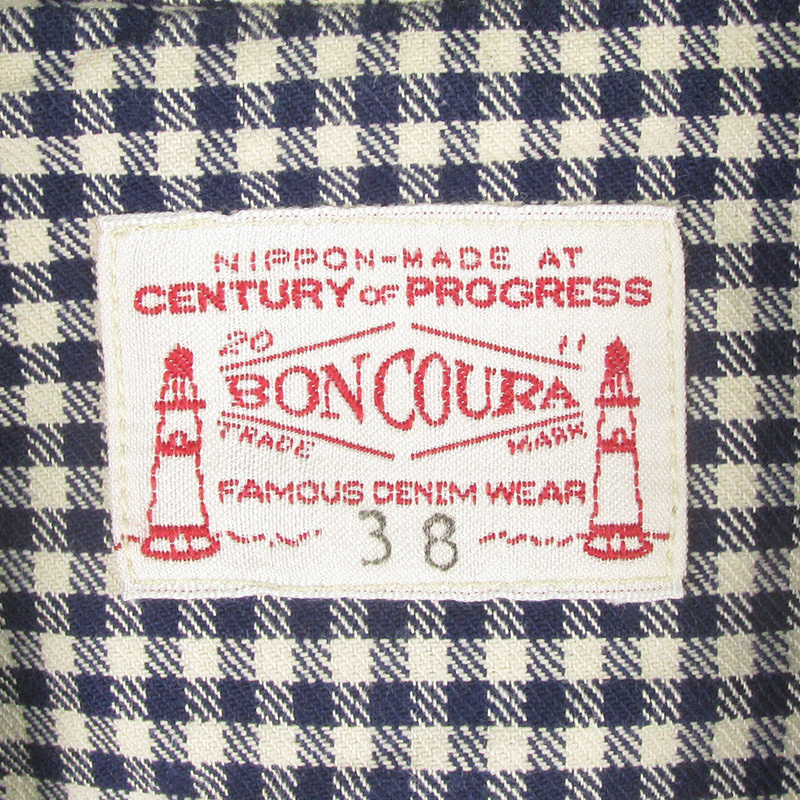 NIPPON-MADE AT
CENTURY OF PROGRESS
20 11
BONCOURA
TRADE MARK
FAMOUS DENIM WEAR
38